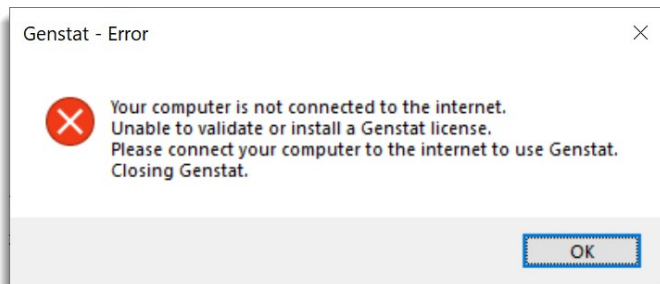 Genstat - Error
Your computer is not connected to the internet.
Unable to validate or install a Genstat license.
Please connect your computer to the internet to use Genstat.
Closing Genstat.
OK